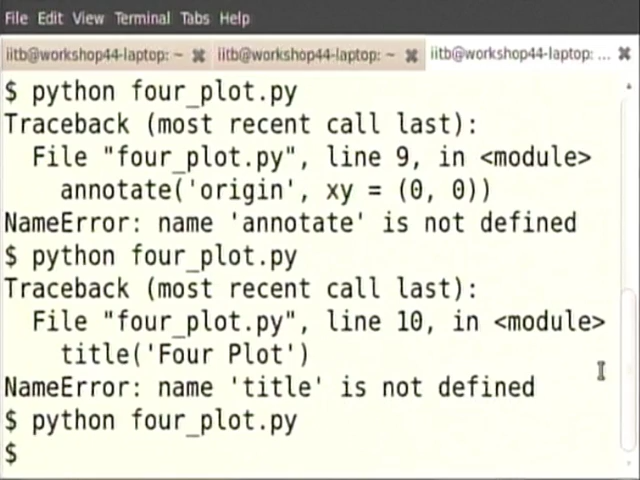 File Edit View Terminal Tabs Help
iitb@workshop44-laptop: ~ iitb@workshop44-laptop: ~ iitb@workshop44-laptop: ...
$ python four_plot.py
Traceback (most recent call last):
  File "four_plot.py", line 9, in <module>
    annotate('origin', xy = (0, 0))
NameError: name 'annotate' is not defined
$ python four_plot.py
Traceback (most recent call last):
  File "four_plot.py", line 10, in <module>
    title('Four Plot')
NameError: name 'title' is not defined
$ python four_plot.py
$